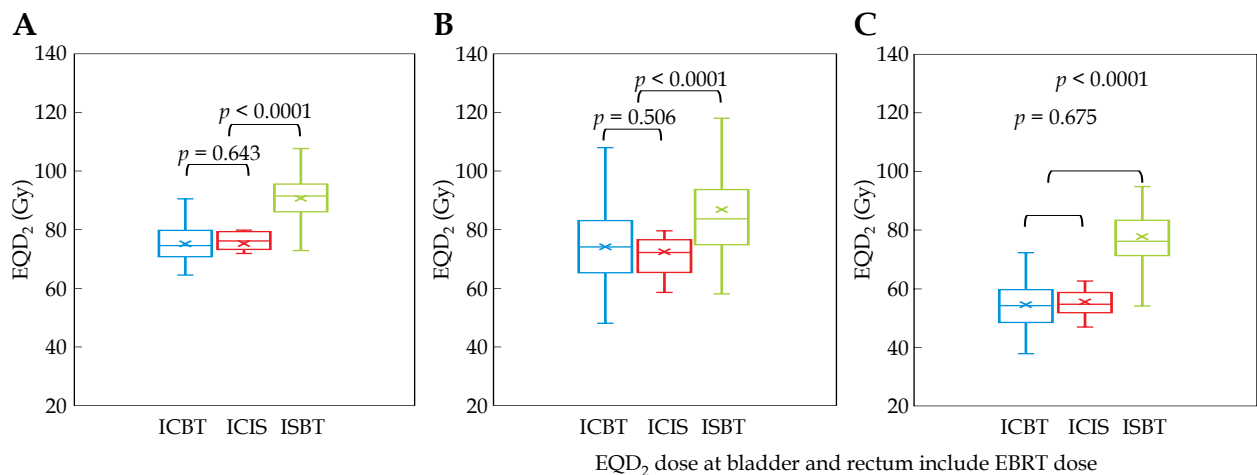 A
EQD₂ (Gy)
140
120
100
80
60
40
20
p < 0.0001
p = 0.643
ICBT ICIS ISBT
B
EQD₂ (Gy)
140
120
100
80
60
40
20
p < 0.0001
p = 0.506
ICBT ICIS ISBT
C
EQD₂ (Gy)
140
120
100
80
60
40
20
p < 0.0001
p = 0.675
ICBT ICIS ISBT
EQD₂ dose at bladder and rectum include EBRT dose